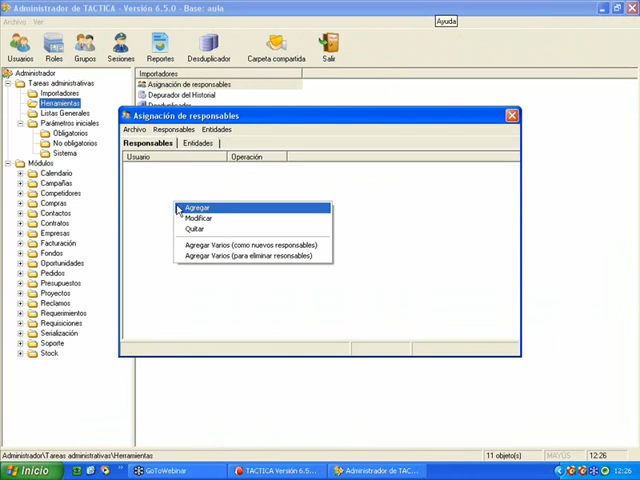 Administrador de TACTICA - Versión 6.5.0 - Base: aula
Archivo Ver
Ayuda
Usuarios Roles Grupos Sesiones Reportes Desduplicador Carpeta compartida Salir
Administrador
Tareas administrativas
Importadores
Herramientas
Listas Generales
Parámetros iniciales
Obligatorios
No obligatorios
Sistema
Módulos
Calendario
Campañas
Competidores
Compras
Contactos
Contratos
Empresas
Facturación
Fondos
Oportunidades
Pedidos
Presupuestos
Proyectos
Reclamos
Requerimientos
Requisiciones
Serialización
Soporte
Stock
Importadores
Asignación de responsables
Depurador del Historial
Desduplicador
Asignación de responsables
Archivo Responsables Entidades
Responsables Entidades
Usuario Operación
Agregar
Modificar
Quitar
Agregar Varios (como nuevos responsables)
Agregar Varios (para eliminar resonsables)
Administrador\Tareas administrativas\Herramientas 11 objeto(s) MAYÚS 12:26
Inicio GoToWebinar TACTICA Versión 6.5... Administrador de TAC... 12:26